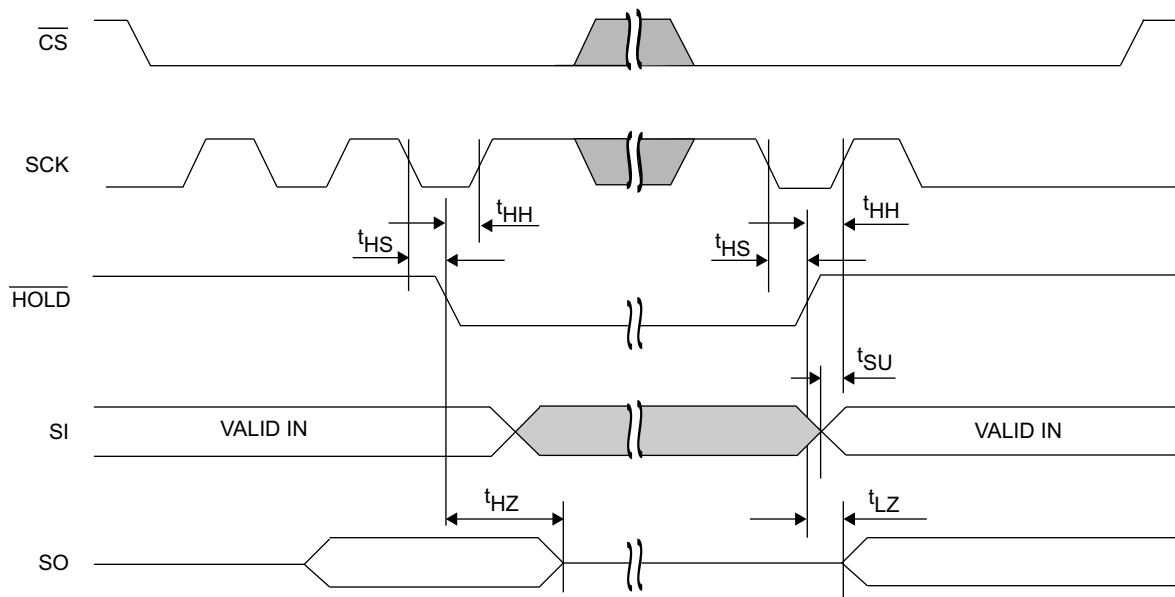 CS
SCK
tHH
tHH
tHS
tHS
HOLD
tSU
SI
VALID IN
VALID IN
tHZ
tLZ
SO